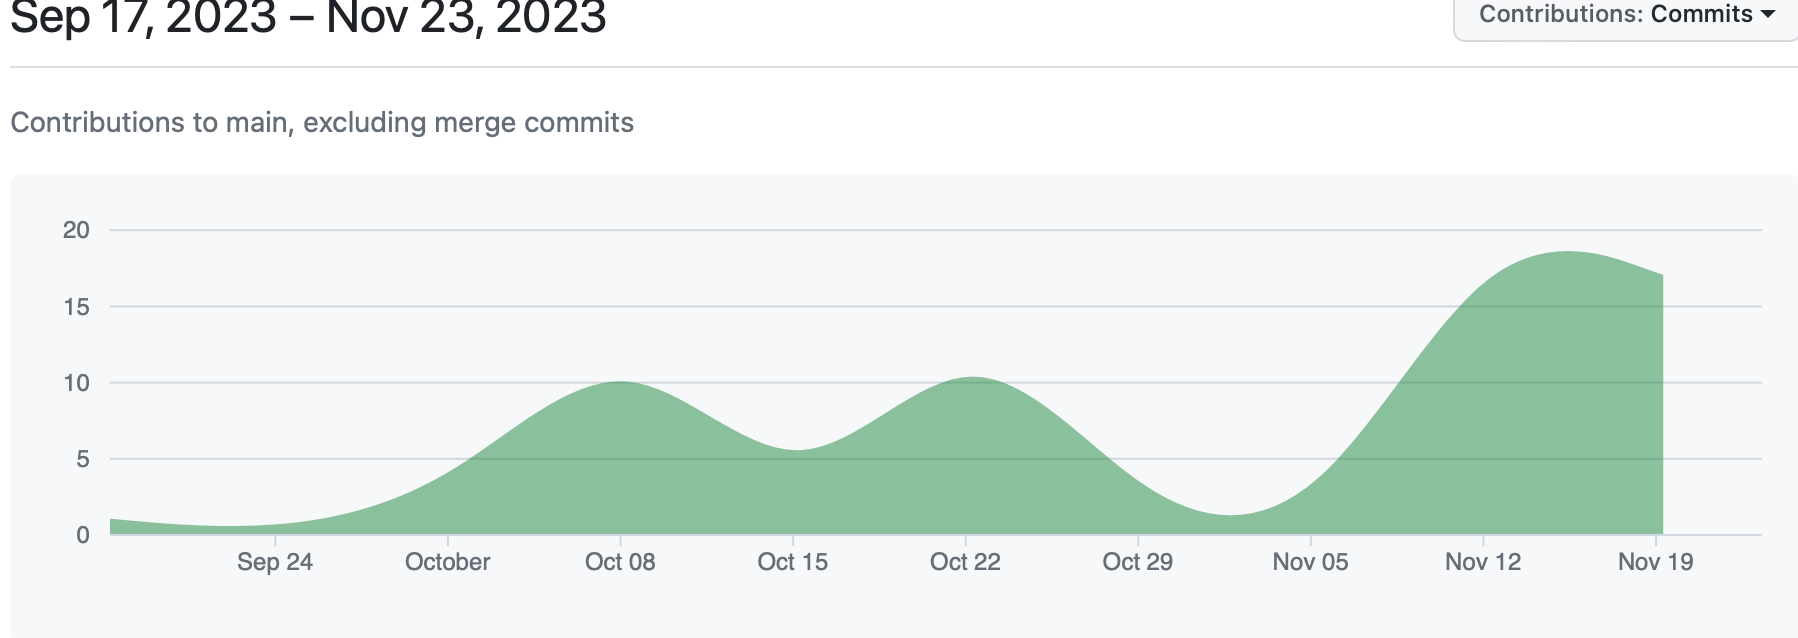 Sep 17, 2023 – Nov 23, 2023
Contributions: Commits
Contributions to main, excluding merge commits
20
15
10
5
0
Sep 24 October Oct 08 Oct 15 Oct 22 Oct 29 Nov 05 Nov 12 Nov 19